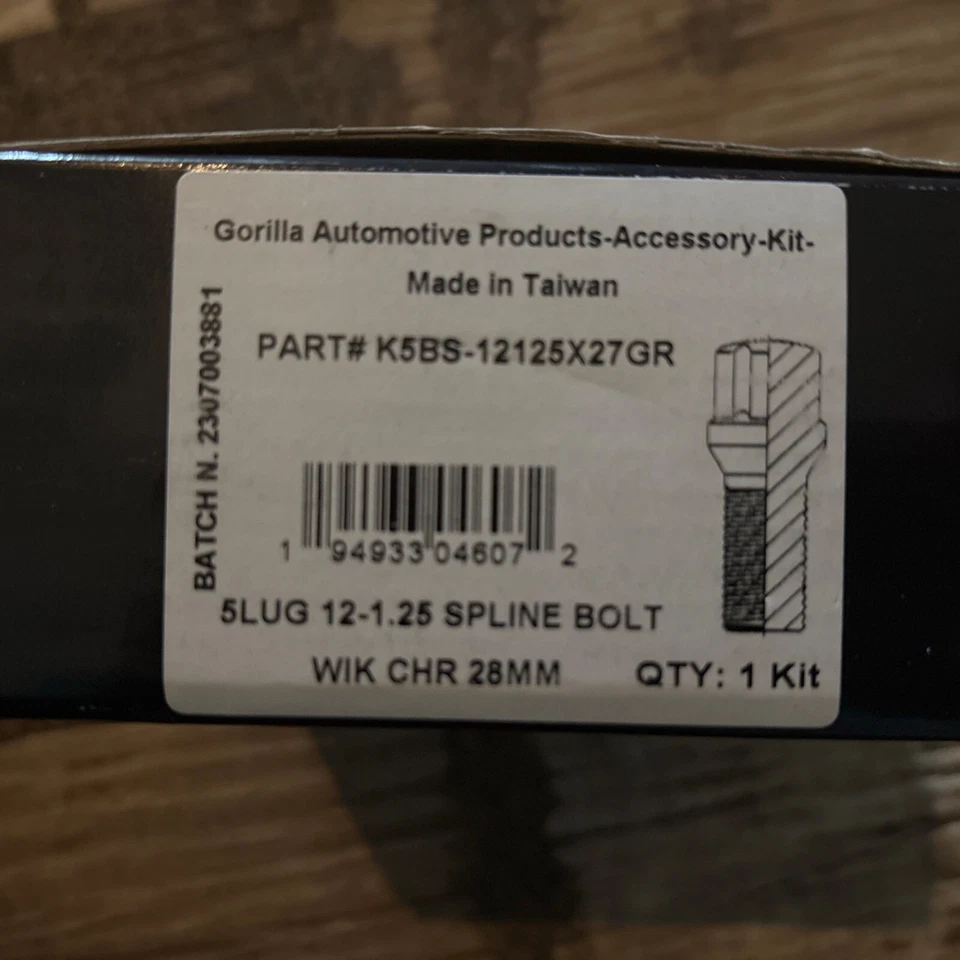 Gorilla Automotive Products-Accessory-Kit-
Made in Taiwan
PART# K5BS-12125X27GR
BATCH N. 2307003881
1 94933 04607 2
5LUG 12-1.25 SPLINE BOLT
WIK CHR 28MM
QTY: 1 Kit